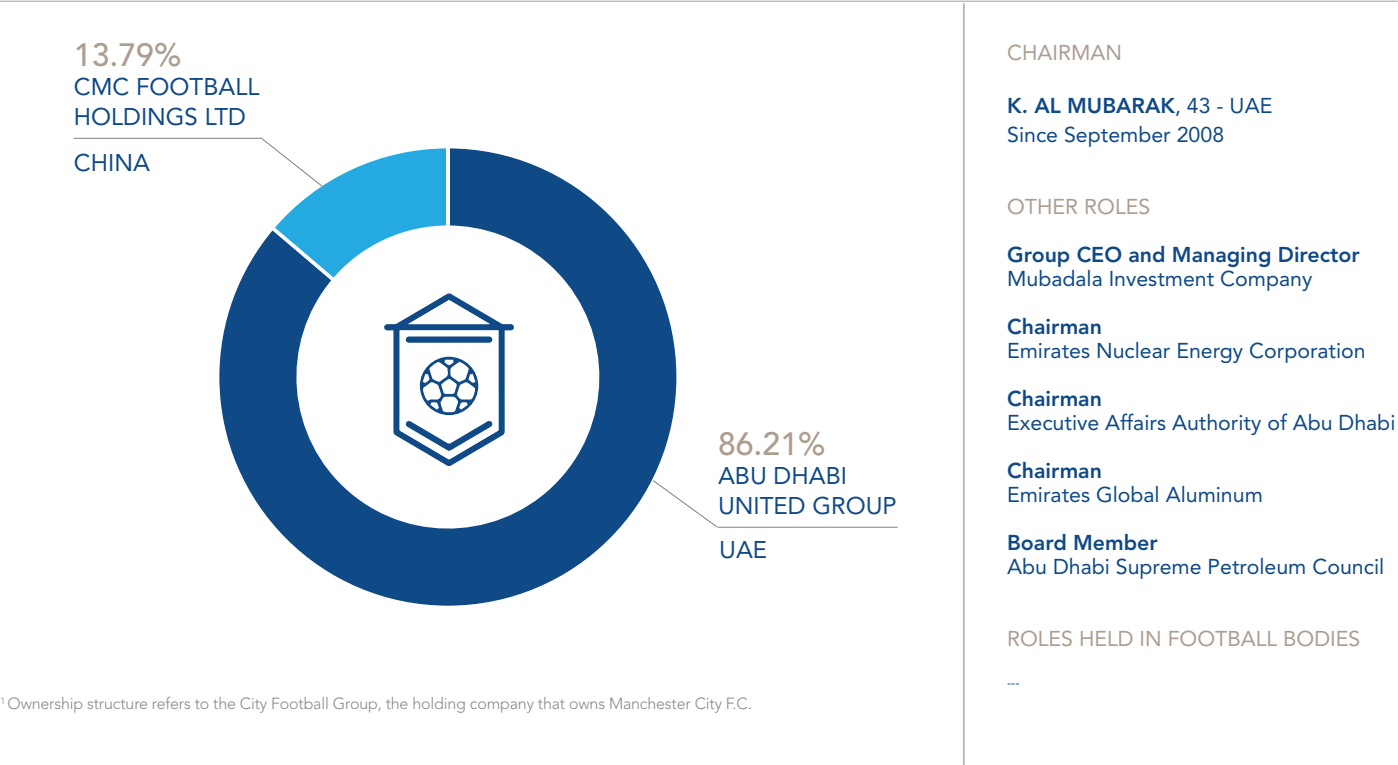 13.79%
CMC FOOTBALL
HOLDINGS LTD
CHINA
86.21%
ABU DHABI
UNITED GROUP
UAE
¹ Ownership structure refers to the City Football Group, the holding company that owns Manchester City F.C.
CHAIRMAN
K. AL MUBARAK, 43 - UAE
Since September 2008
OTHER ROLES
Group CEO and Managing Director
Mubadala Investment Company
Chairman
Emirates Nuclear Energy Corporation
Chairman
Executive Affairs Authority of Abu Dhabi
Chairman
Emirates Global Aluminum
Board Member
Abu Dhabi Supreme Petroleum Council
ROLES HELD IN FOOTBALL BODIES
---